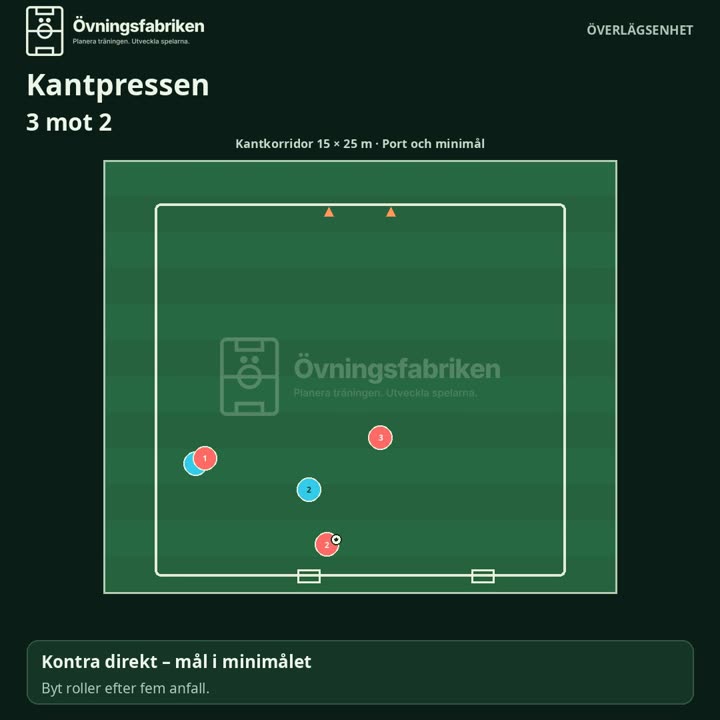 Övningsfabriken
Planera träningen. Utveckla spelarna.
ÖVERLÄGSENHET
Kantpressen
3 mot 2
Kantkorridor 15 × 25 m · Port och minimål
Övningsfabriken
Planera träningen. Utveckla spelarna.
3
1
2
2
Kontra direkt – mål i minimålet
Byt roller efter fem anfall.